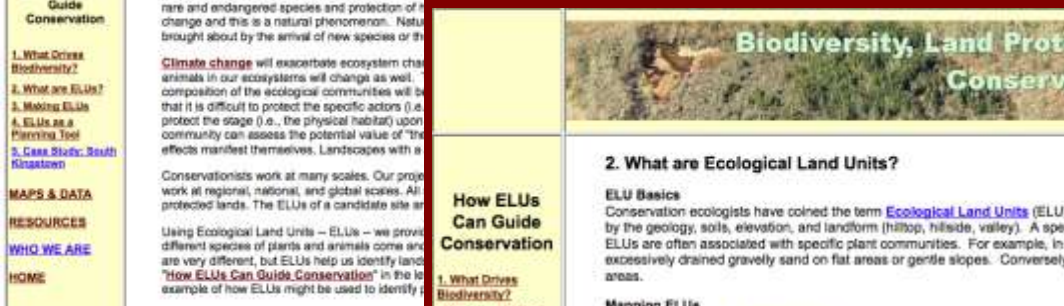 Guide
Conservation
1. What Drives
Biodiversity?
2. What are ELUs?
3. Making ELUs
4. ELUs as a
Planning Tool
5. Case Study: South
Kingstown
MAPS & DATA
RESOURCES
WHO WE ARE
HOME
rare and endangered species and protection of
change and this is a natural phenomenon. Natu
brought about by the arrival of new species or th
Climate change will exacerbate ecosystem cha
animals in our ecosystems will change as well.
composition of the ecological communities will b
that it is difficult to protect the specific actors (i.e.
protect the stage (i.e., the physical habitat) upon
community can assess the potential value of "the
effects manifest themselves. Landscapes with a
Conservationists work at many scales. Our proje
work at regional, national, and global scales. All
protected lands. The ELUs of a candidate site ar
Using Ecological Land Units -- ELUs -- we provi
different species of plants and animals come and
are very different, but ELUs help us identify lands
"How ELUs Can Guide Conservation" in the le
example of how ELUs might be used to identify p
Biodiversity, Land Prot
Conserv
How ELUs
Can Guide
Conservation
1. What Drives
Biodiversity?
2. What are Ecological Land Units?
ELU Basics
Conservation ecologists have coined the term Ecological Land Units (ELU
by the geology, soils, elevation, and landform (hilltop, hillside, valley). A spe
ELUs are often associated with specific plant communities. For example, in
excessively drained gravelly sand on flat areas or gentle slopes. Conversely
areas.
Mapping ELUs